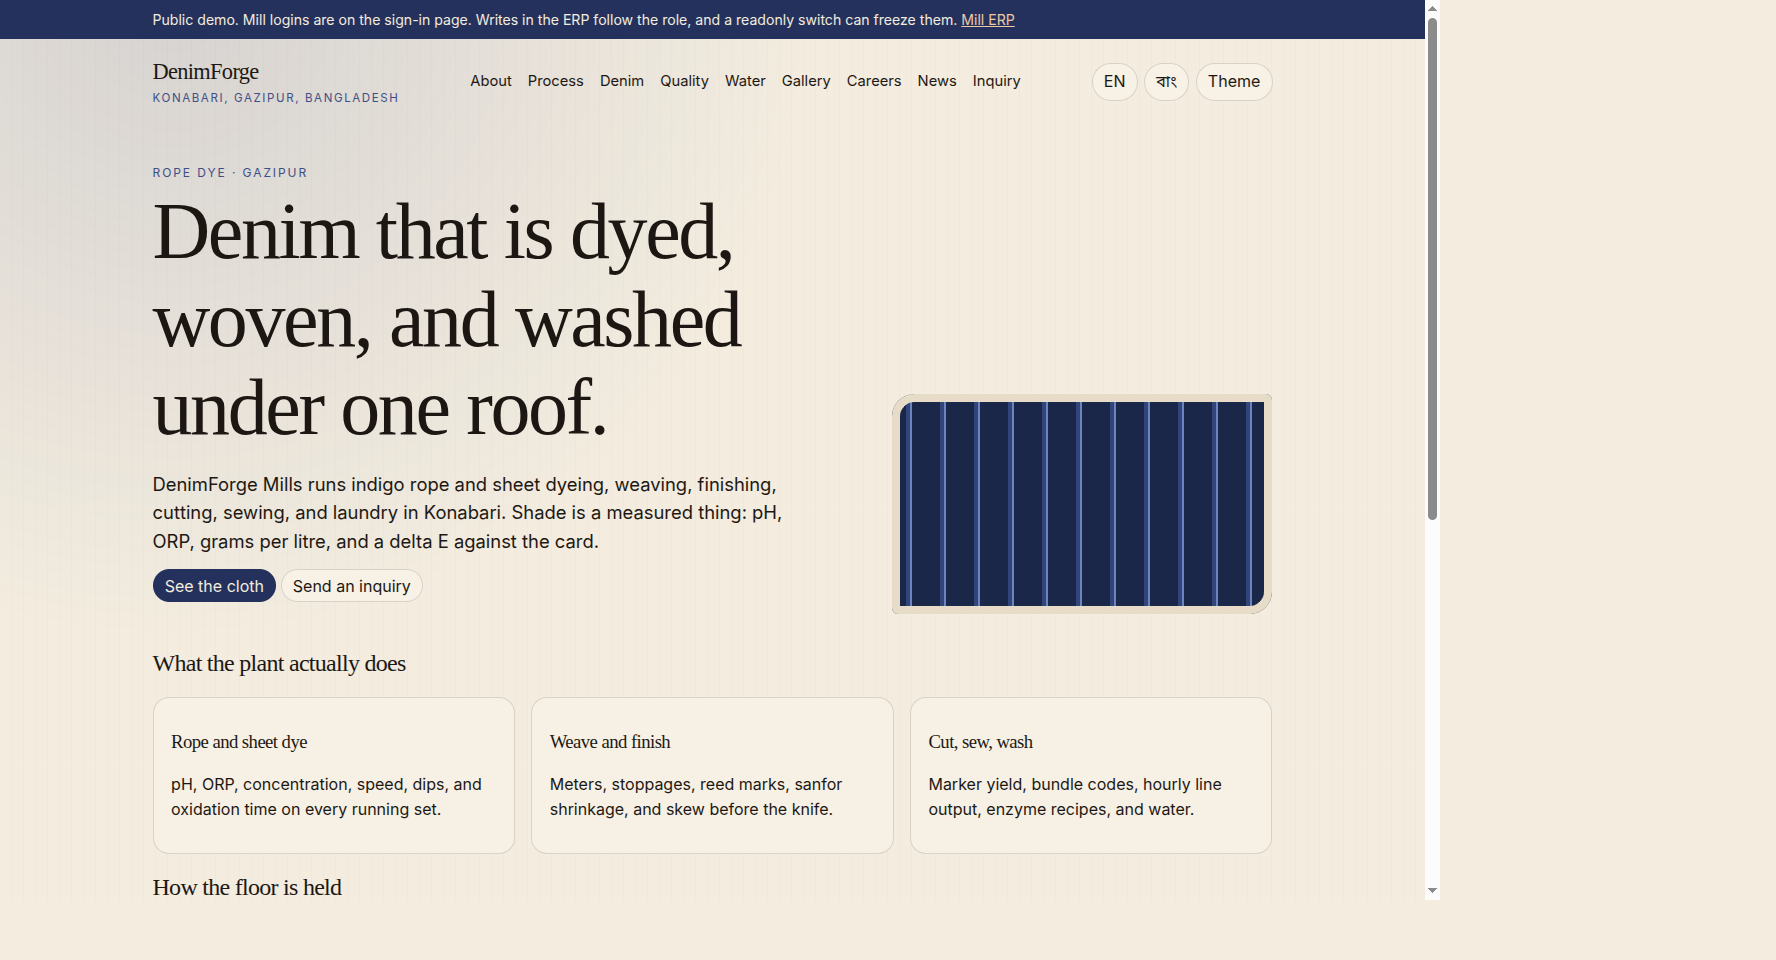 Public demo. Mill logins are on the sign-in page. Writes in the ERP follow the role, and a readonly switch can freeze them. Mill ERP
DenimForge
KONABARI, GAZIPUR, BANGLADESH
About Process Denim Quality Water Gallery Careers News Inquiry
EN বাং Theme
ROPE DYE · GAZIPUR
Denim that is dyed,
woven, and washed
under one roof.
DenimForge Mills runs indigo rope and sheet dyeing, weaving, finishing,
cutting, sewing, and laundry in Konabari. Shade is a measured thing: pH,
ORP, grams per litre, and a delta E against the card.
See the cloth Send an inquiry
What the plant actually does
Rope and sheet dye
pH, ORP, concentration, speed, dips, and
oxidation time on every running set.
Weave and finish
Meters, stoppages, reed marks, sanfor
shrinkage, and skew before the knife.
Cut, sew, wash
Marker yield, bundle codes, hourly line
output, enzyme recipes, and water.
How the floor is held